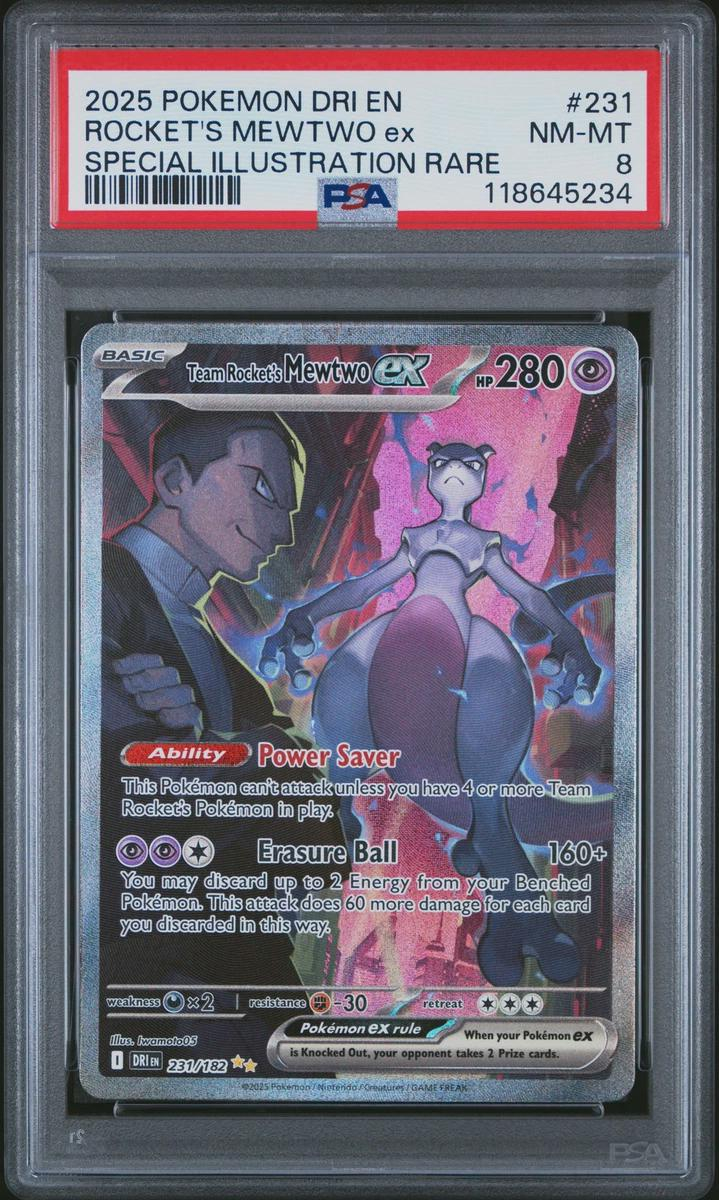 2025 POKEMON DRI EN #231
ROCKET'S MEWTWO ex NM-MT
SPECIAL ILLUSTRATION RARE 8
PSA 118645234
BASIC
Team Rocket's Mewtwo ex HP 280
Ability Power Saver
This Pokémon can't attack unless you have 4 or more Team
Rocket's Pokémon in play.
Erasure Ball 160+
You may discard up to 2 Energy from your Benched
Pokémon. This attack does 60 more damage for each card
you discarded in this way.
weakness ×2 resistance -30 retreat
Illus. Iwamoto05
Pokémon ex rule When your Pokémon ex
is Knocked Out, your opponent takes 2 Prize cards.
I DRI EN 231/182
©2025 Pokémon / Nintendo / Creatures / GAME FREAK
PSA